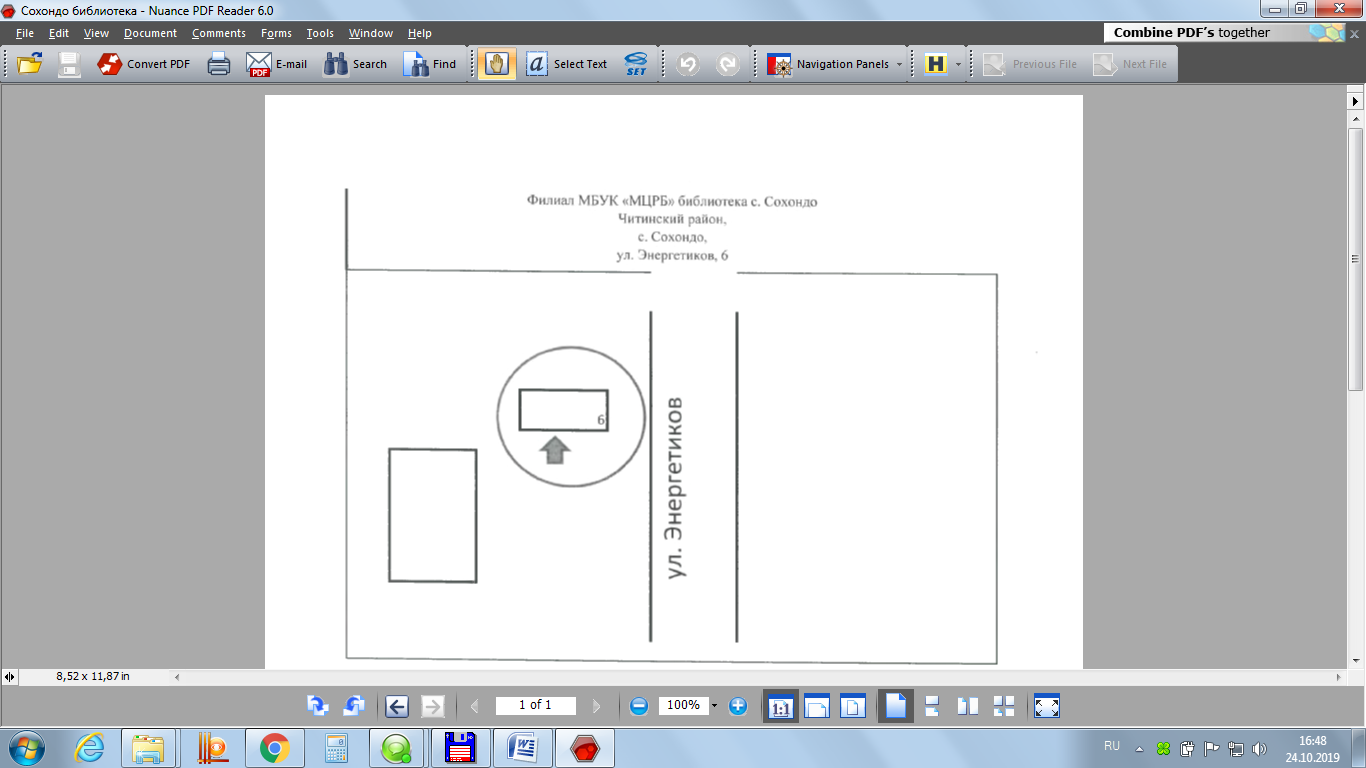 Сохондо библиотека - Nuance PDF Reader 6.0
File Edit View Document Comments Forms Tools Window Help
Combine PDF's together
Convert PDF
PDF
E-mail
Search
Find
a
Select Text
SET
Navigation Panels
H
Previous File
Next File
Филиал МБУК «МЦРБ» библиотека с. Сохондо
Читинский район,
с. Сохондо,
ул. Энергетиков, 6
6
ул. Энергетиков
8,52 x 11,87 in
1 of 1
100%
1:1
RU
16:48
24.10.2019